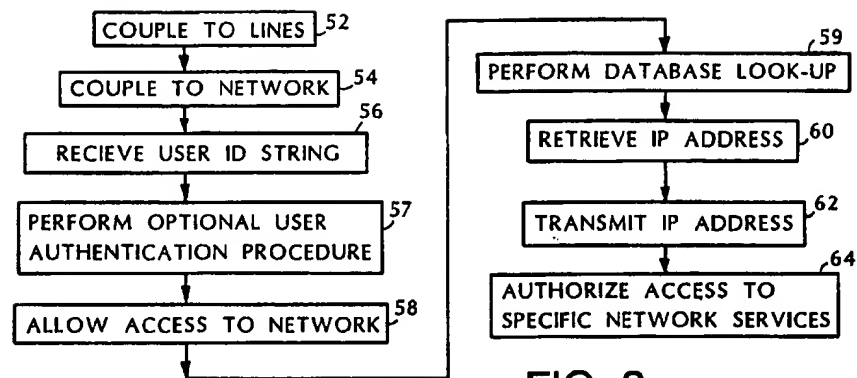 COUPLE TO LINES 52
COUPLE TO NETWORK 54
RECIEVE USER ID STRING 56
PERFORM OPTIONAL USER 57
AUTHENTICATION PROCEDURE
ALLOW ACCESS TO NETWORK 58
PERFORM DATABASE LOOK-UP 59
RETRIEVE IP ADDRESS 60
TRANSMIT IP ADDRESS 62
AUTHORIZE ACCESS TO 64
SPECIFIC NETWORK SERVICES